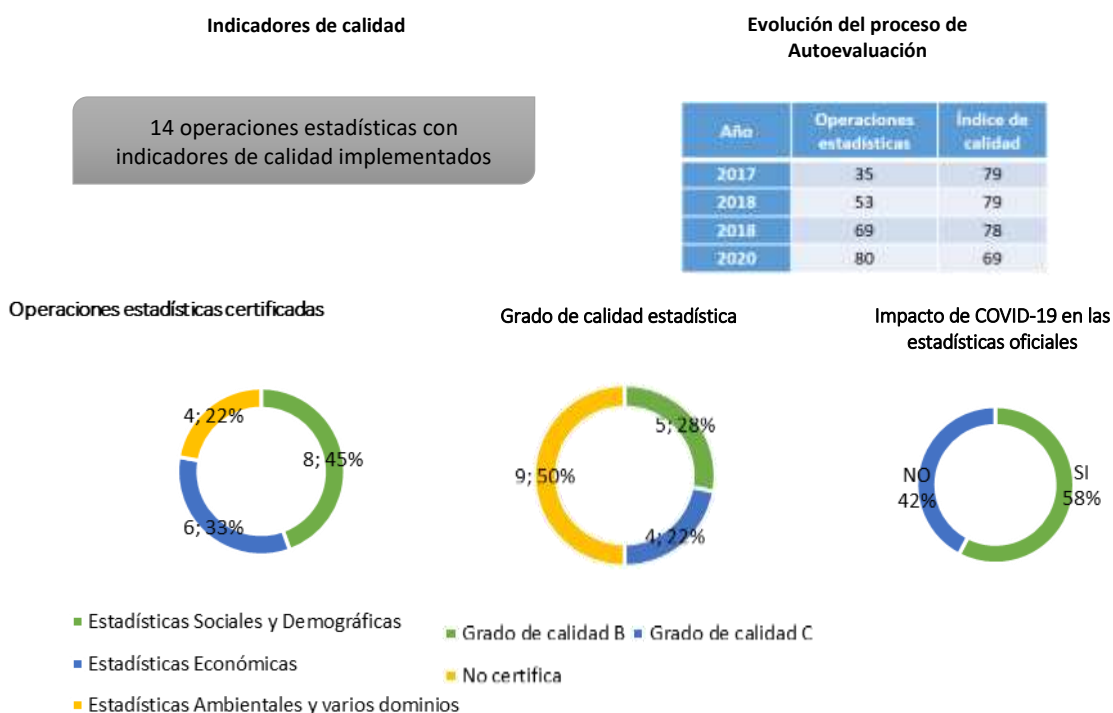 Indicadores de calidad
14 operaciones estadísticas con
indicadores de calidad implementados
Evolución del proceso de
Autoevaluación
Año Operaciones estadísticas Índice de calidad
2017 35 79
2018 53 79
2018 69 78
2020 80 69
Operaciones estadísticas certificadas
4; 22%
8; 45%
6; 33%
Estadísticas Sociales y Demográficas
Estadísticas Económicas
Estadísticas Ambientales y varios dominios
Grado de calidad estadística
5; 28%
9; 50%
4; 22%
Grado de calidad B Grado de calidad C
No certifica
Impacto de COVID-19 en las
estadísticas oficiales
NO
42%
SI
58%